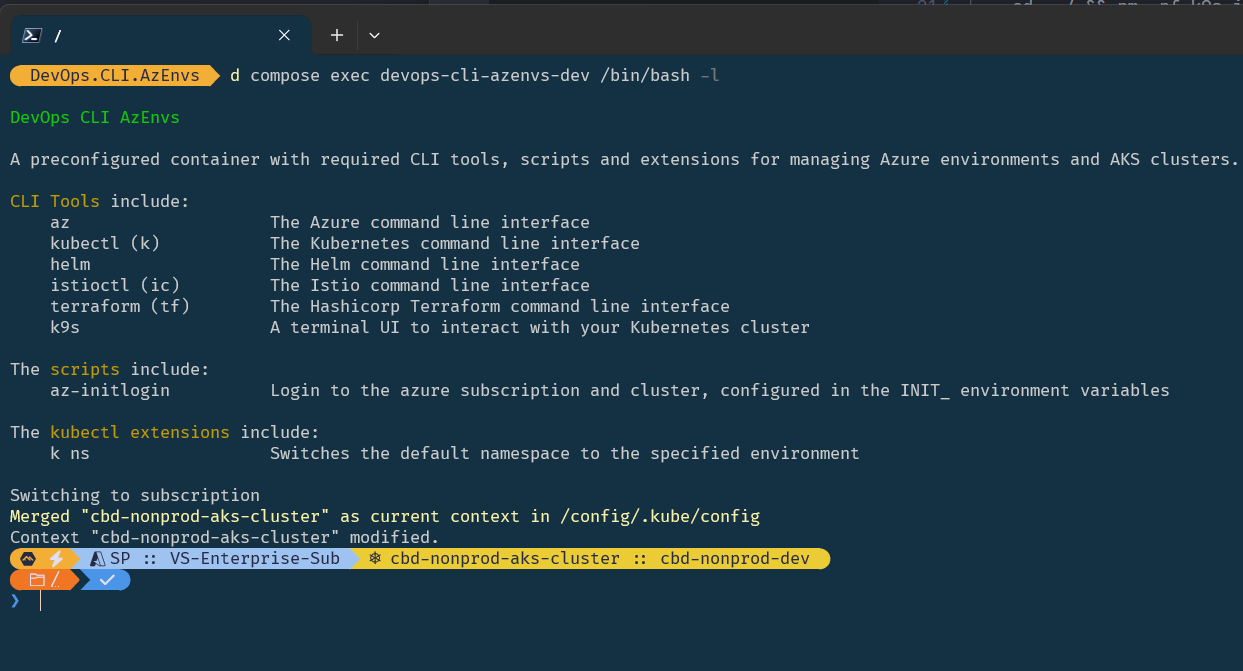 /
DevOps.CLI.AzEnvs d compose exec devops-cli-azenvs-dev /bin/bash -l
DevOps CLI AzEnvs
A preconfigured container with required CLI tools, scripts and extensions for managing Azure environments and AKS clusters.
CLI Tools include:
az The Azure command line interface
kubectl (k) The Kubernetes command line interface
helm The Helm command line interface
istioctl (ic) The Istio command line interface
terraform (tf) The Hashicorp Terraform command line interface
k9s A terminal UI to interact with your Kubernetes cluster
The scripts include:
az-initlogin Login to the azure subscription and cluster, configured in the INIT_ environment variables
The kubectl extensions include:
k ns Switches the default namespace to the specified environment
Switching to subscription
Merged "cbd-nonprod-aks-cluster" as current context in /config/.kube/config
Context "cbd-nonprod-aks-cluster" modified.
SP :: VS-Enterprise-Sub ⎈ cbd-nonprod-aks-cluster :: cbd-nonprod-dev
/
❯